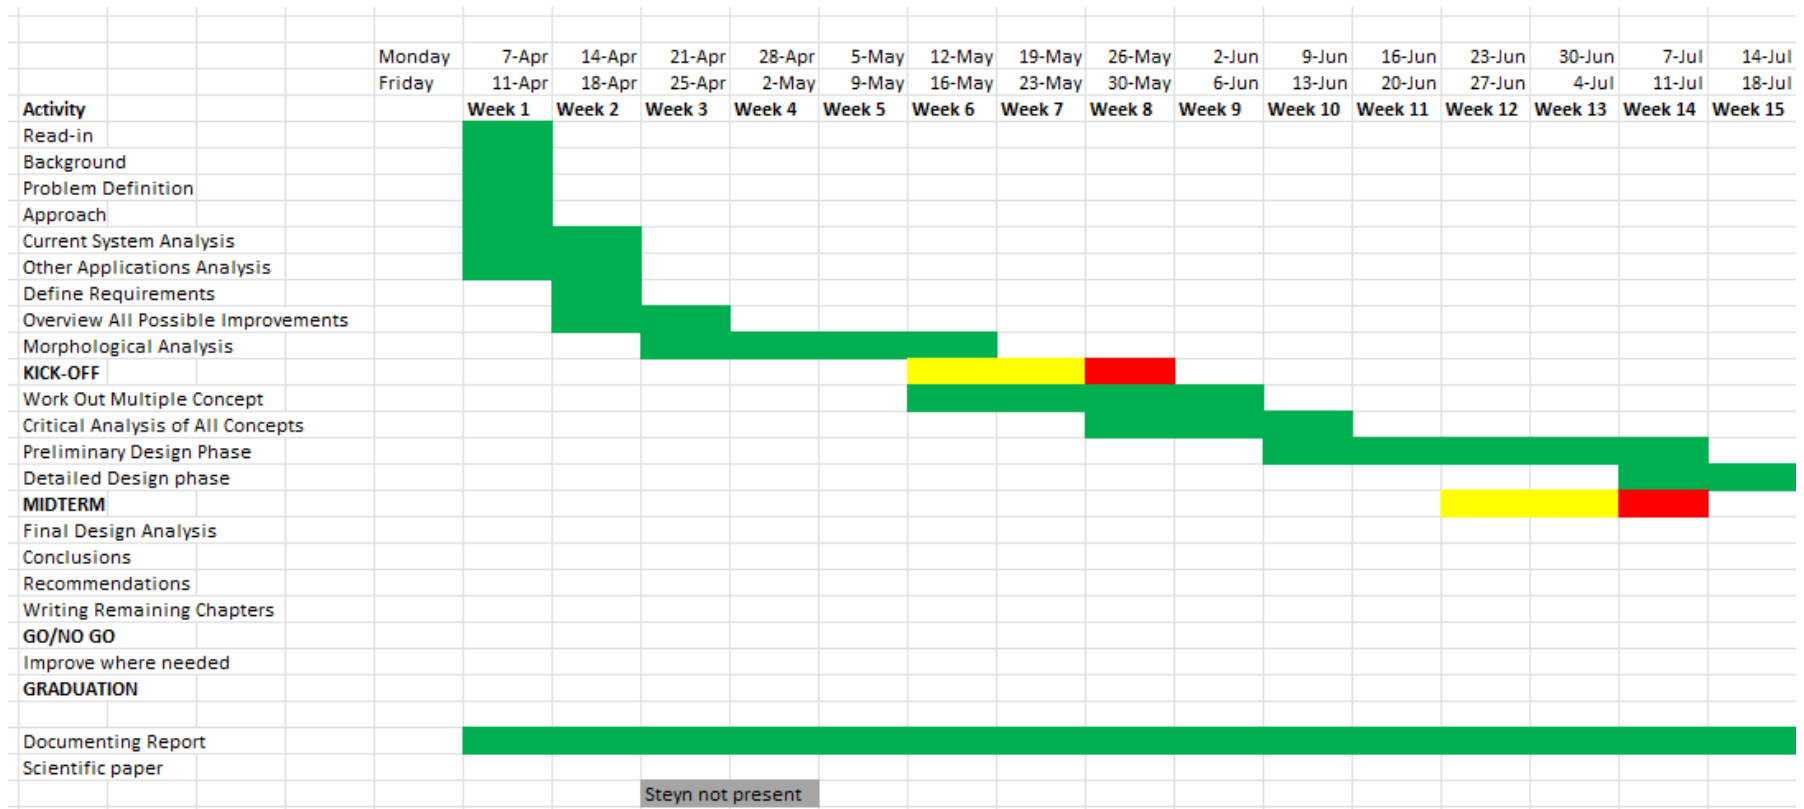 Monday 7-Apr 14-Apr 21-Apr 28-Apr 5-May 12-May 19-May 26-May 2-Jun 9-Jun 16-Jun 23-Jun 30-Jun 7-Jul 14-Jul
Friday 11-Apr 18-Apr 25-Apr 2-May 9-May 16-May 23-May 30-May 6-Jun 13-Jun 20-Jun 27-Jun 4-Jul 11-Jul 18-Jul
Activity Week 1 Week 2 Week 3 Week 4 Week 5 Week 6 Week 7 Week 8 Week 9 Week 10 Week 11 Week 12 Week 13 Week 14 Week 15
Read-in
Background
Problem Definition
Approach
Current System Analysis
Other Applications Analysis
Define Requirements
Overview All Possible Improvements
Morphological Analysis
KICK-OFF
Work Out Multiple Concept
Critical Analysis of All Concepts
Preliminary Design Phase
Detailed Design phase
MIDTERM
Final Design Analysis
Conclusions
Recommendations
Writing Remaining Chapters
GO/NO GO
Improve where needed
GRADUATION
Documenting Report
Scientific paper
Steyn not present